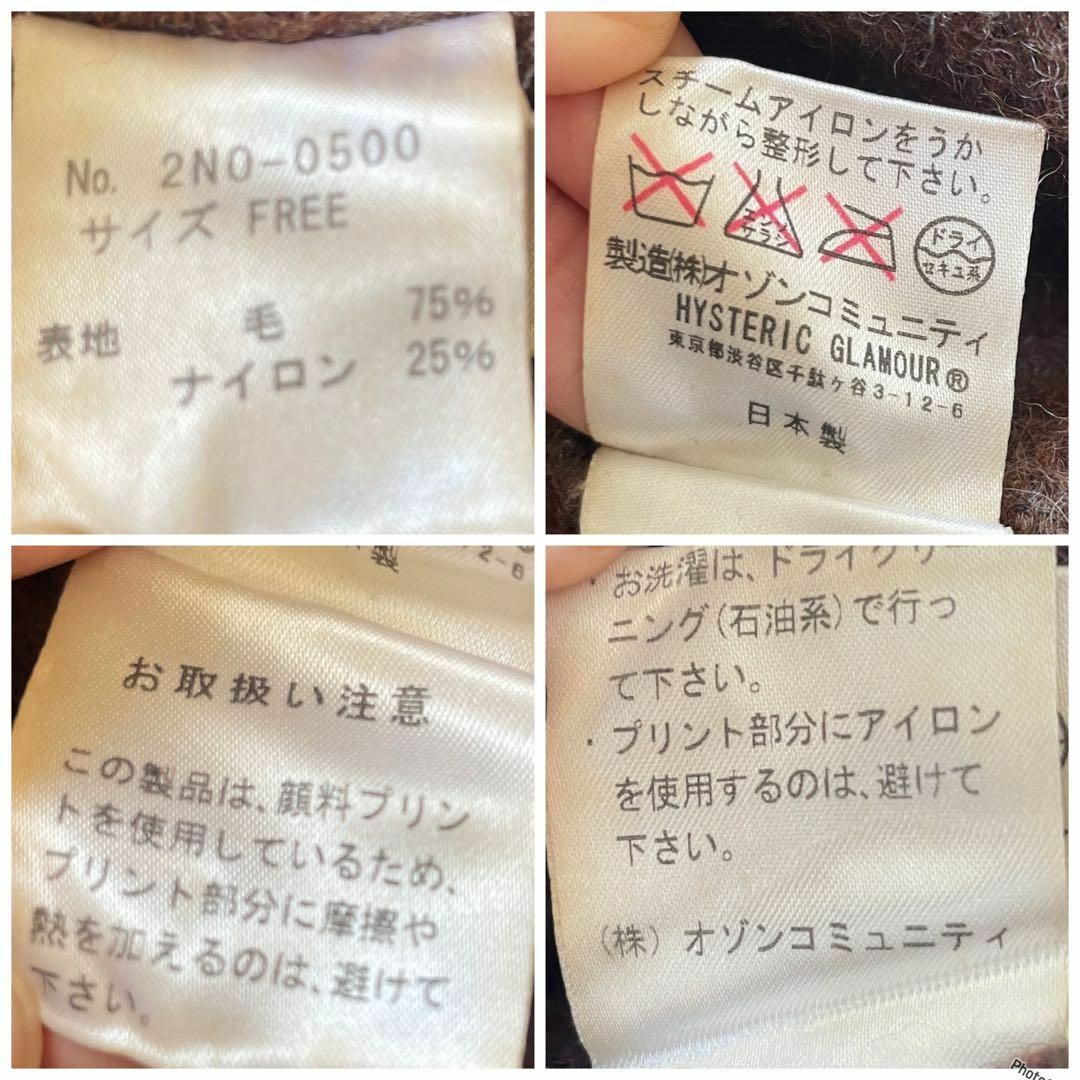 No. 2NO-0500
サイズ FREE
表地 毛 75%
ナイロン 25%
スチームアイロンをうか
しながら整形して下さい。
エンソ
サラシ
ドライ
セキユ系
製造(株)オゾンコミュニティ
HYSTERIC GLAMOUR®
東京都渋谷区千駄ヶ谷3-12-6
日本製
製
2-6
お取扱い注意
この製品は、顔料プリン
トを使用しているため、
プリント部分に摩擦や
熱を加えるのは、避けて
下さい。
・お洗濯は、ドライクリー
ニング(石油系)で行っ
て下さい。
・プリント部分にアイロン
を使用するのは、避けて
下さい。
(株) オゾンコミュニティ